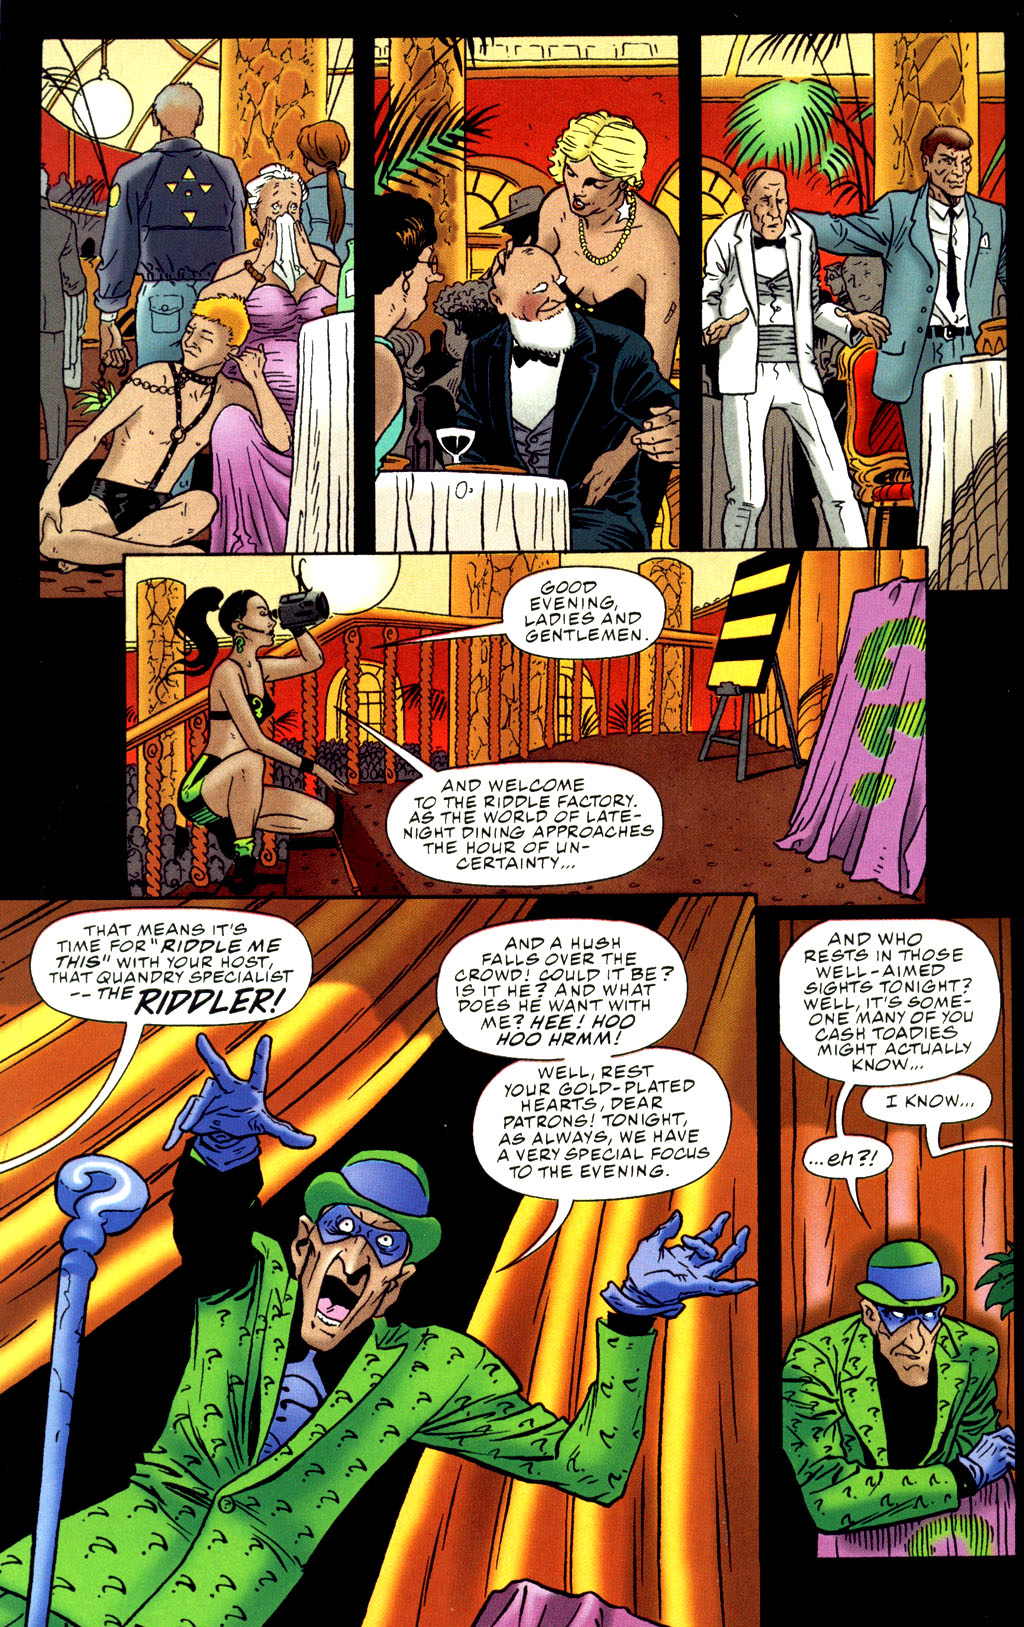 GOOD
EVENING,
LADIES AND
GENTLEMEN.
AND WELCOME
TO THE RIDDLE FACTORY.
AS THE WORLD OF LATE-
NIGHT DINING APPROACHES
THE HOUR OF UN-
CERTAINTY...
THAT MEANS IT'S
TIME FOR "RIDDLE ME
THIS" WITH YOUR HOST,
THAT QUANDRY SPECIALIST
-- THE RIDDLER!
AND A HUSH
FALLS OVER THE
CROWD! COULD IT BE?
IS IT HE? AND WHAT
DOES HE WANT WITH
ME? HEE! HOO
HOO HRMM!
WELL, REST
YOUR GOLD-PLATED
HEARTS, DEAR
PATRONS! TONIGHT,
AS ALWAYS, WE HAVE
A VERY SPECIAL FOCUS
TO THE EVENING.
AND WHO
RESTS IN THOSE
WELL-AIMED
SIGHTS TONIGHT?
WELL, IT'S SOME-
ONE MANY OF YOU
CASH TOADIES
MIGHT ACTUALLY
KNOW...
I KNOW...
...eh?!